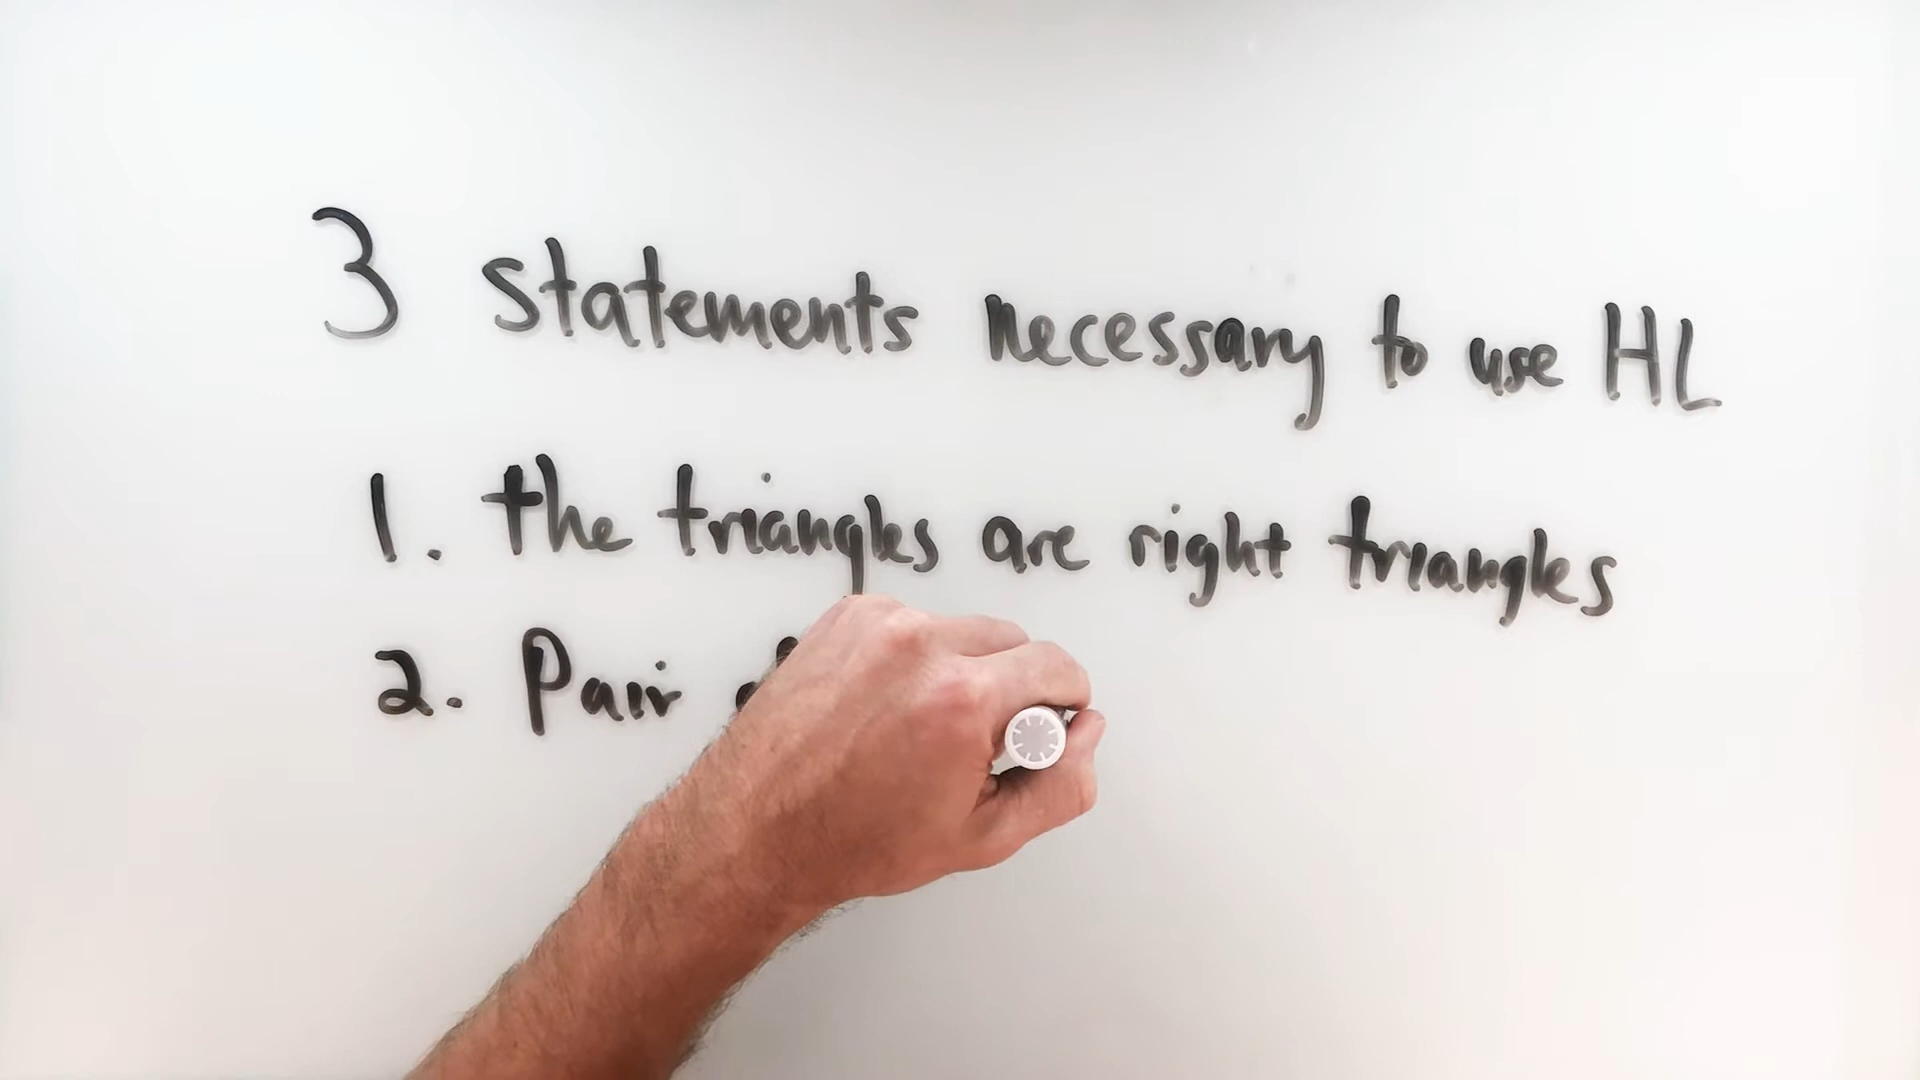 3 statements necessary to use HL
1. the triangles are right triangles
2. Pair